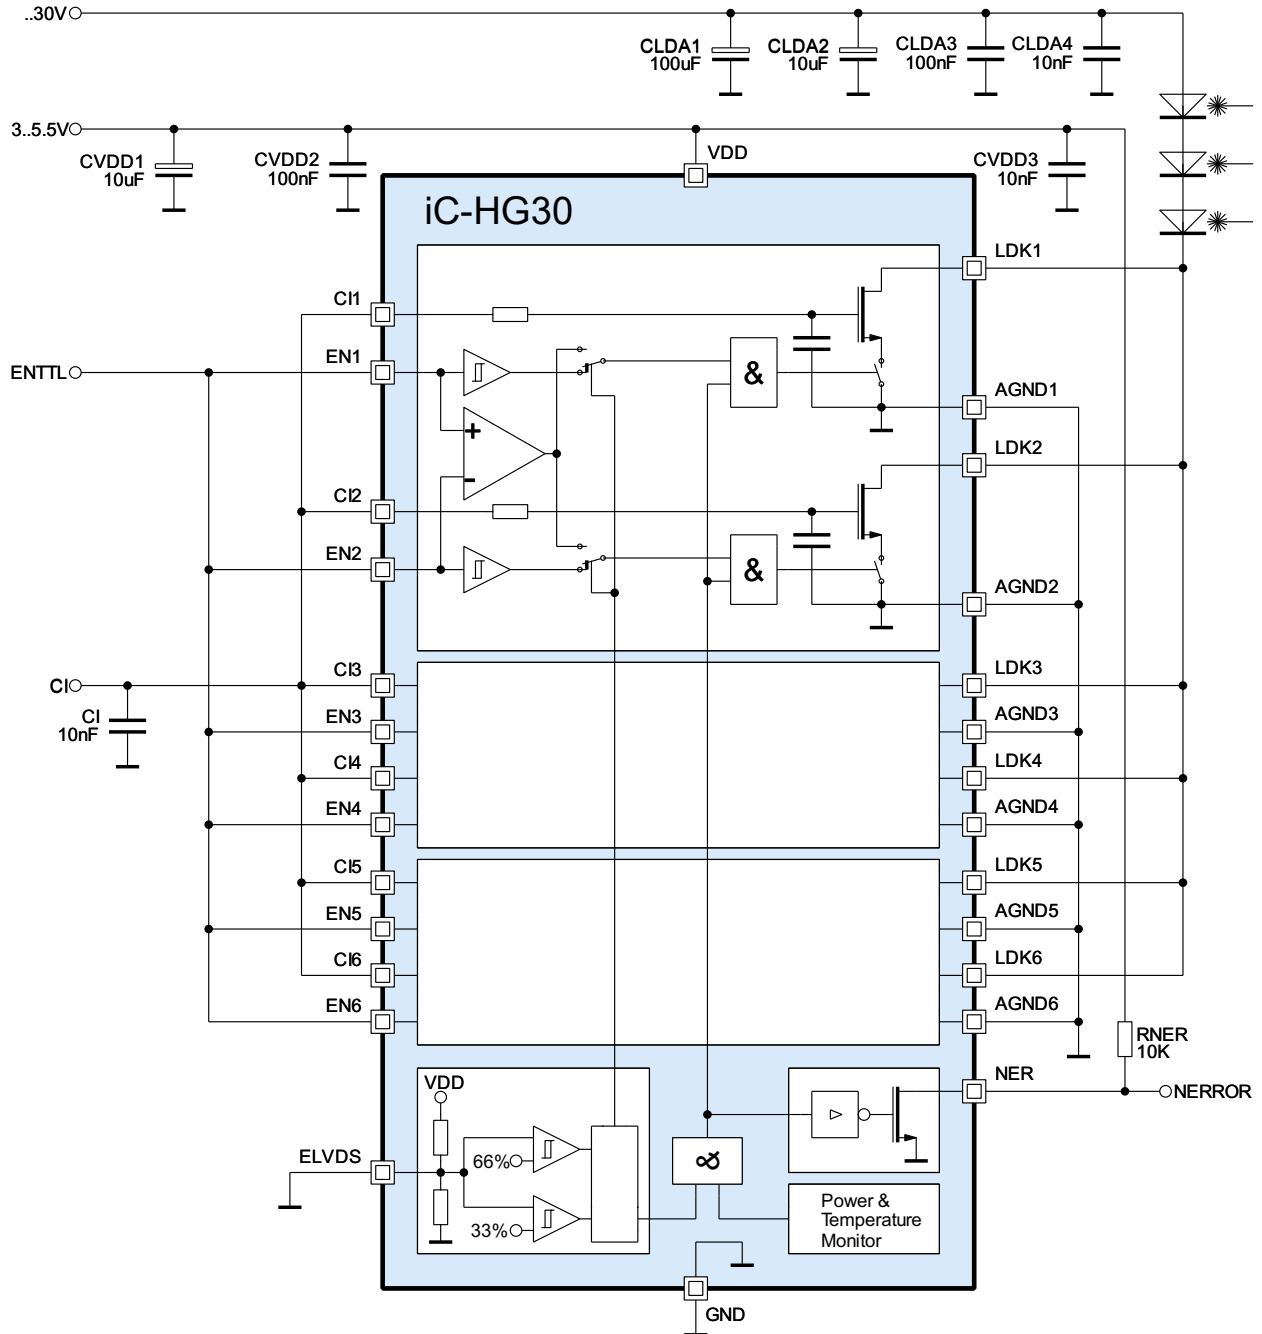 ..30V
CLDA1
100uF
CLDA2
10uF
CLDA3
100nF
CLDA4
10nF
3..5.5V
CVDD1
10uF
CVDD2
100nF
VDD
CVDD3
10nF
iC-HG30
LDK1
CI1
EN1
ENTTL
&
AGND1
+
LDK2
-
CI2
EN2
&
AGND2
CI3
LDK3
CI
CI
10nF
EN3
AGND3
CI4
LDK4
EN4
AGND4
CI5
LDK5
EN5
AGND5
CI6
LDK6
EN6
AGND6
RNER
10K
NER
NERROR
VDD
ELVDS
66%
33%
&
Power &
Temperature
Monitor
GND